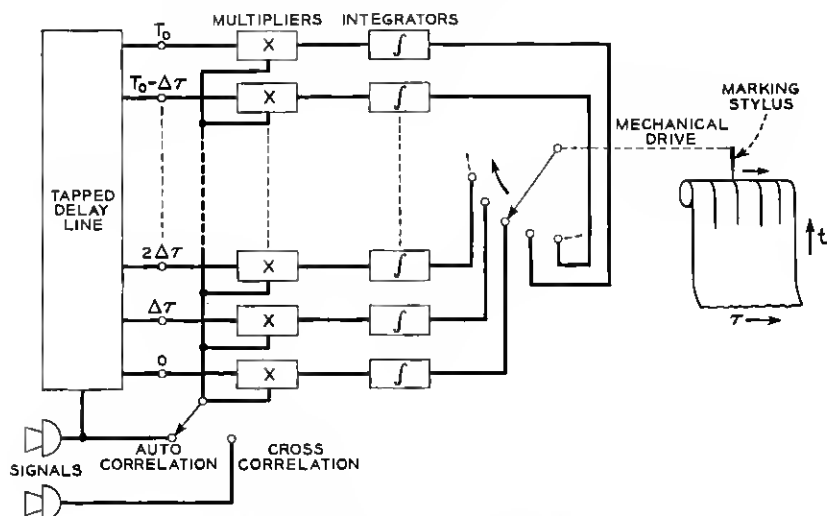 MULTIPLIERS
INTEGRATORS
T₀
X
∫
T₀-Δτ
X
∫
MARKING
STYLUS
MECHANICAL
DRIVE
TAPPED
DELAY
LINE
t
2Δτ
X
∫
Δτ
X
∫
τ
0
X
∫
AUTO
CORRELATION
CROSS
CORRELATION
SIGNALS